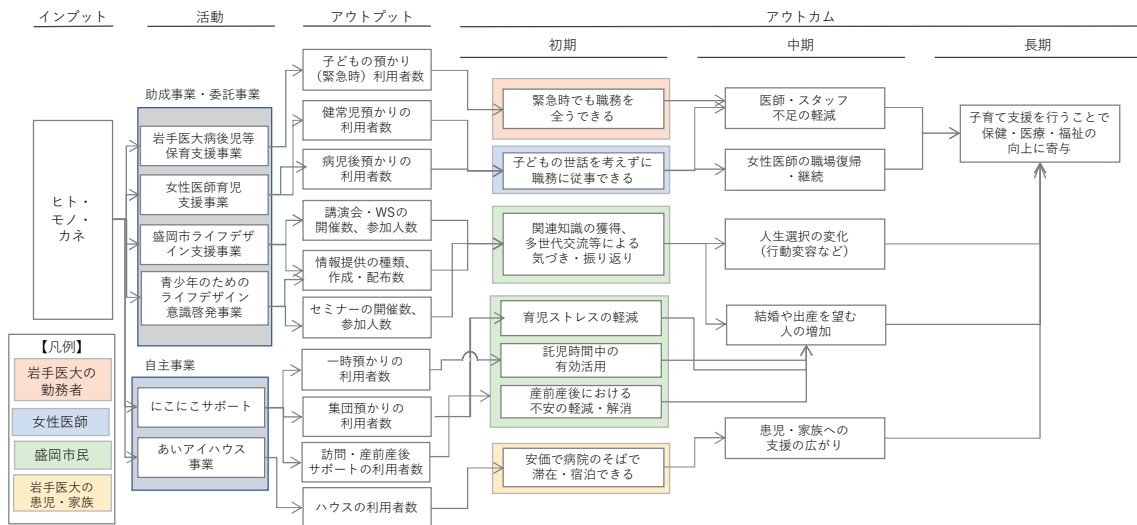 インプット
活動
アウトプット
アウトカム
初期
中期
長期
ヒト・
モノ・
カネ
【凡例】
岩手医大の
勤務者
女性医師
盛岡市民
岩手医大の
患児・家族
助成事業・委託事業
岩手医大病後児等
保育支援事業
女性医師育児
支援事業
盛岡市ライフデザ
イン支援事業
青少年のための
ライフデザイン
意識啓発事業
自主事業
にこにこサポート
あいアイハウス
事業
子どもの預かり
(緊急時)利用者数
健常児預かりの
利用者数
病児後預かりの
利用者数
講演会・WSの
開催数、参加人数
情報提供の種類、
作成・配布数
セミナーの開催数、
参加人数
一時預かりの
利用者数
集団預かりの
利用者数
訪問・産前産後
サポートの利用者数
ハウスの利用者数
緊急時でも職務を
全うできる
子どもの世話を考えずに
職務に従事できる
関連知識の獲得、
多世代交流等による
気づき・振り返り
育児ストレスの軽減
託児時間中の
有効活用
産前産後における
不安の軽減・解消
安価で病院のそばで
滞在・宿泊できる
医師・スタッフ
不足の軽減
女性医師の職場復帰
・継続
人生選択の変化
(行動変容など)
結婚や出産を望む
人の増加
患児・家族への
支援の広がり
子育て支援を行うことで
保健・医療・福祉の
向上に寄与